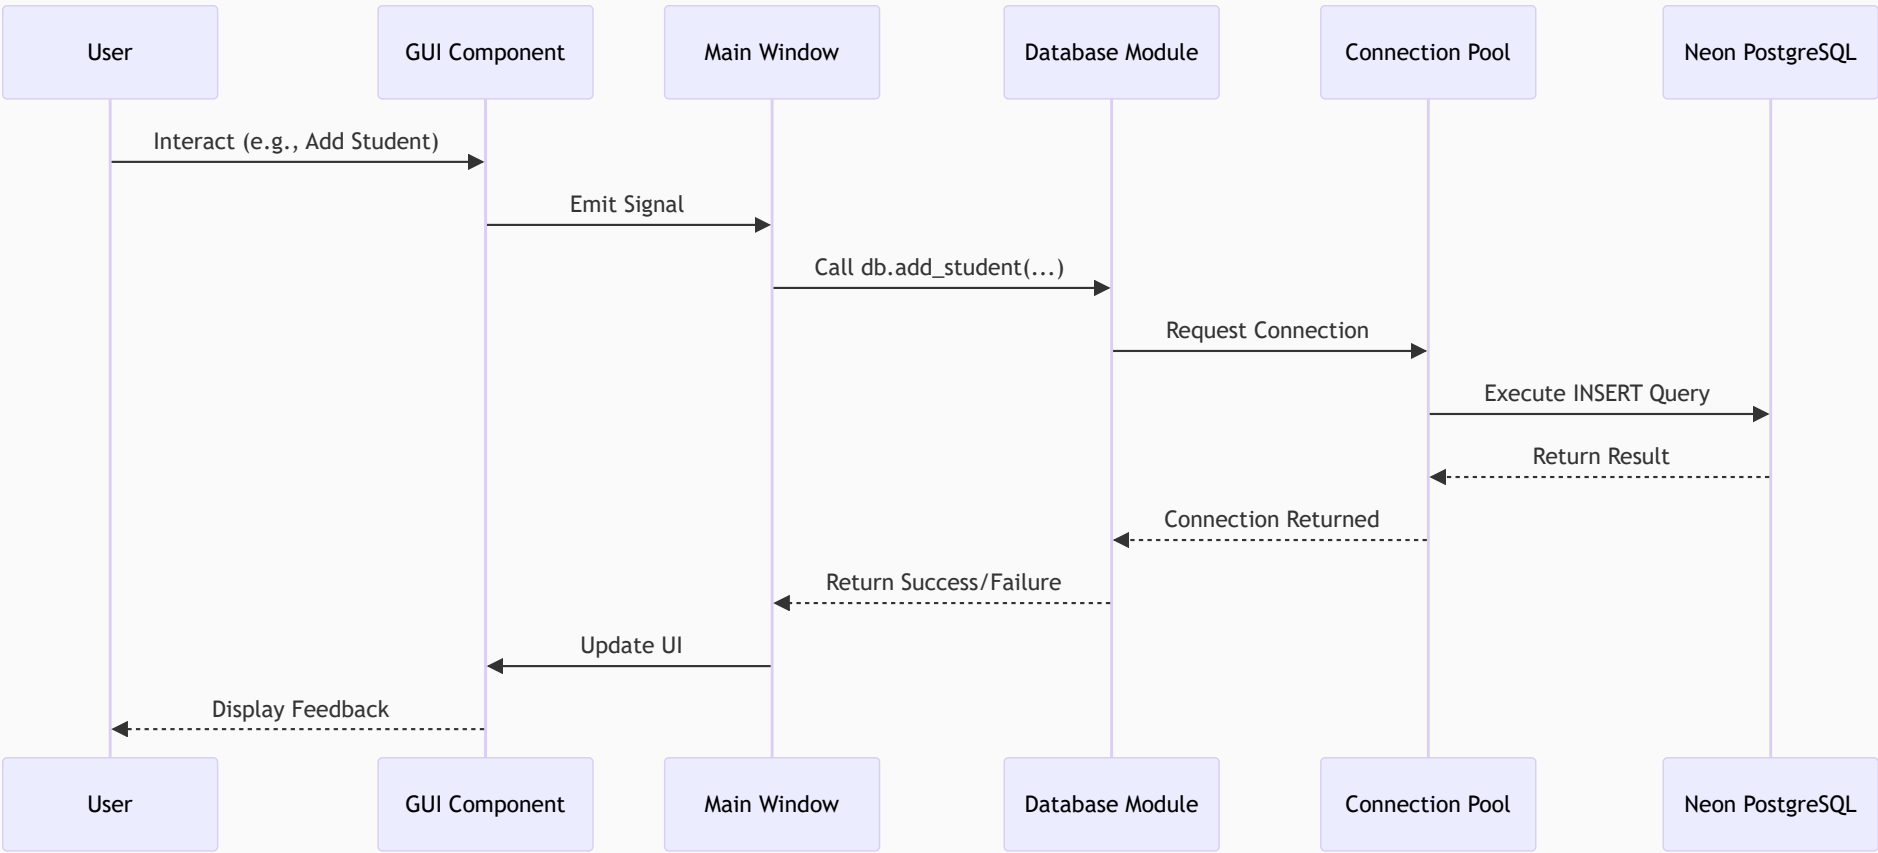 User
GUI Component
Main Window
Database Module
Connection Pool
Neon PostgreSQL
Interact (e.g., Add Student)
Emit Signal
Call db.add_student(...)
Request Connection
Execute INSERT Query
Return Result
Connection Returned
Return Success/Failure
Update UI
Display Feedback
User
GUI Component
Main Window
Database Module
Connection Pool
Neon PostgreSQL